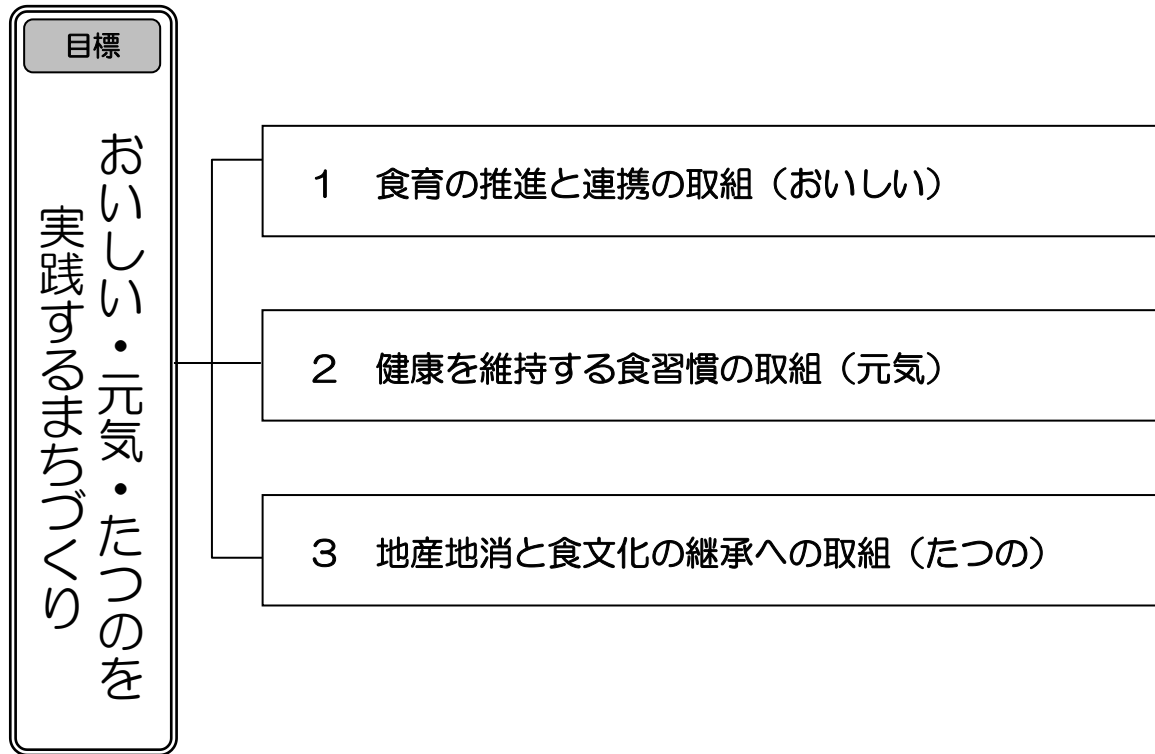 目標
おいしい・元気・たつのを
実践するまちづくり
１　食育の推進と連携の取組（おいしい）
２　健康を維持する食習慣の取組（元気）
３　地産地消と食文化の継承への取組（たつの）